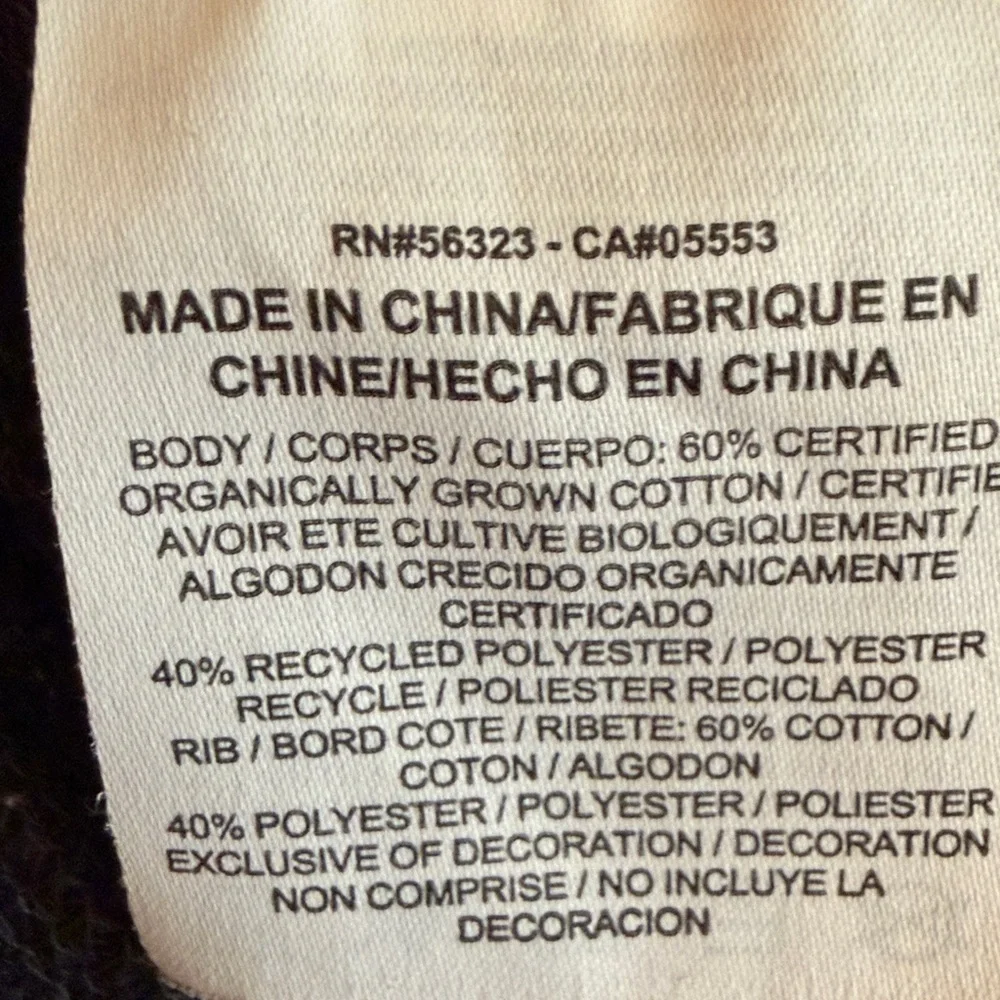 RN#56323 - CA#05553
MADE IN CHINA/FABRIQUE EN
CHINE/HECHO EN CHINA
BODY / CORPS / CUERPO: 60% CERTIFIED
ORGANICALLY GROWN COTTON / CERTIFIE
AVOIR ETE CULTIVE BIOLOGIQUEMENT /
ALGODON CRECIDO ORGANICAMENTE
CERTIFICADO
40% RECYCLED POLYESTER / POLYESTER
RECYCLE / POLIESTER RECICLADO
RIB / BORD COTE / RIBETE: 60% COTTON /
COTON / ALGODON
40% POLYESTER / POLYESTER / POLIESTER
EXCLUSIVE OF DECORATION / DECORATION
NON COMPRISE / NO INCLUYE LA
DECORACION